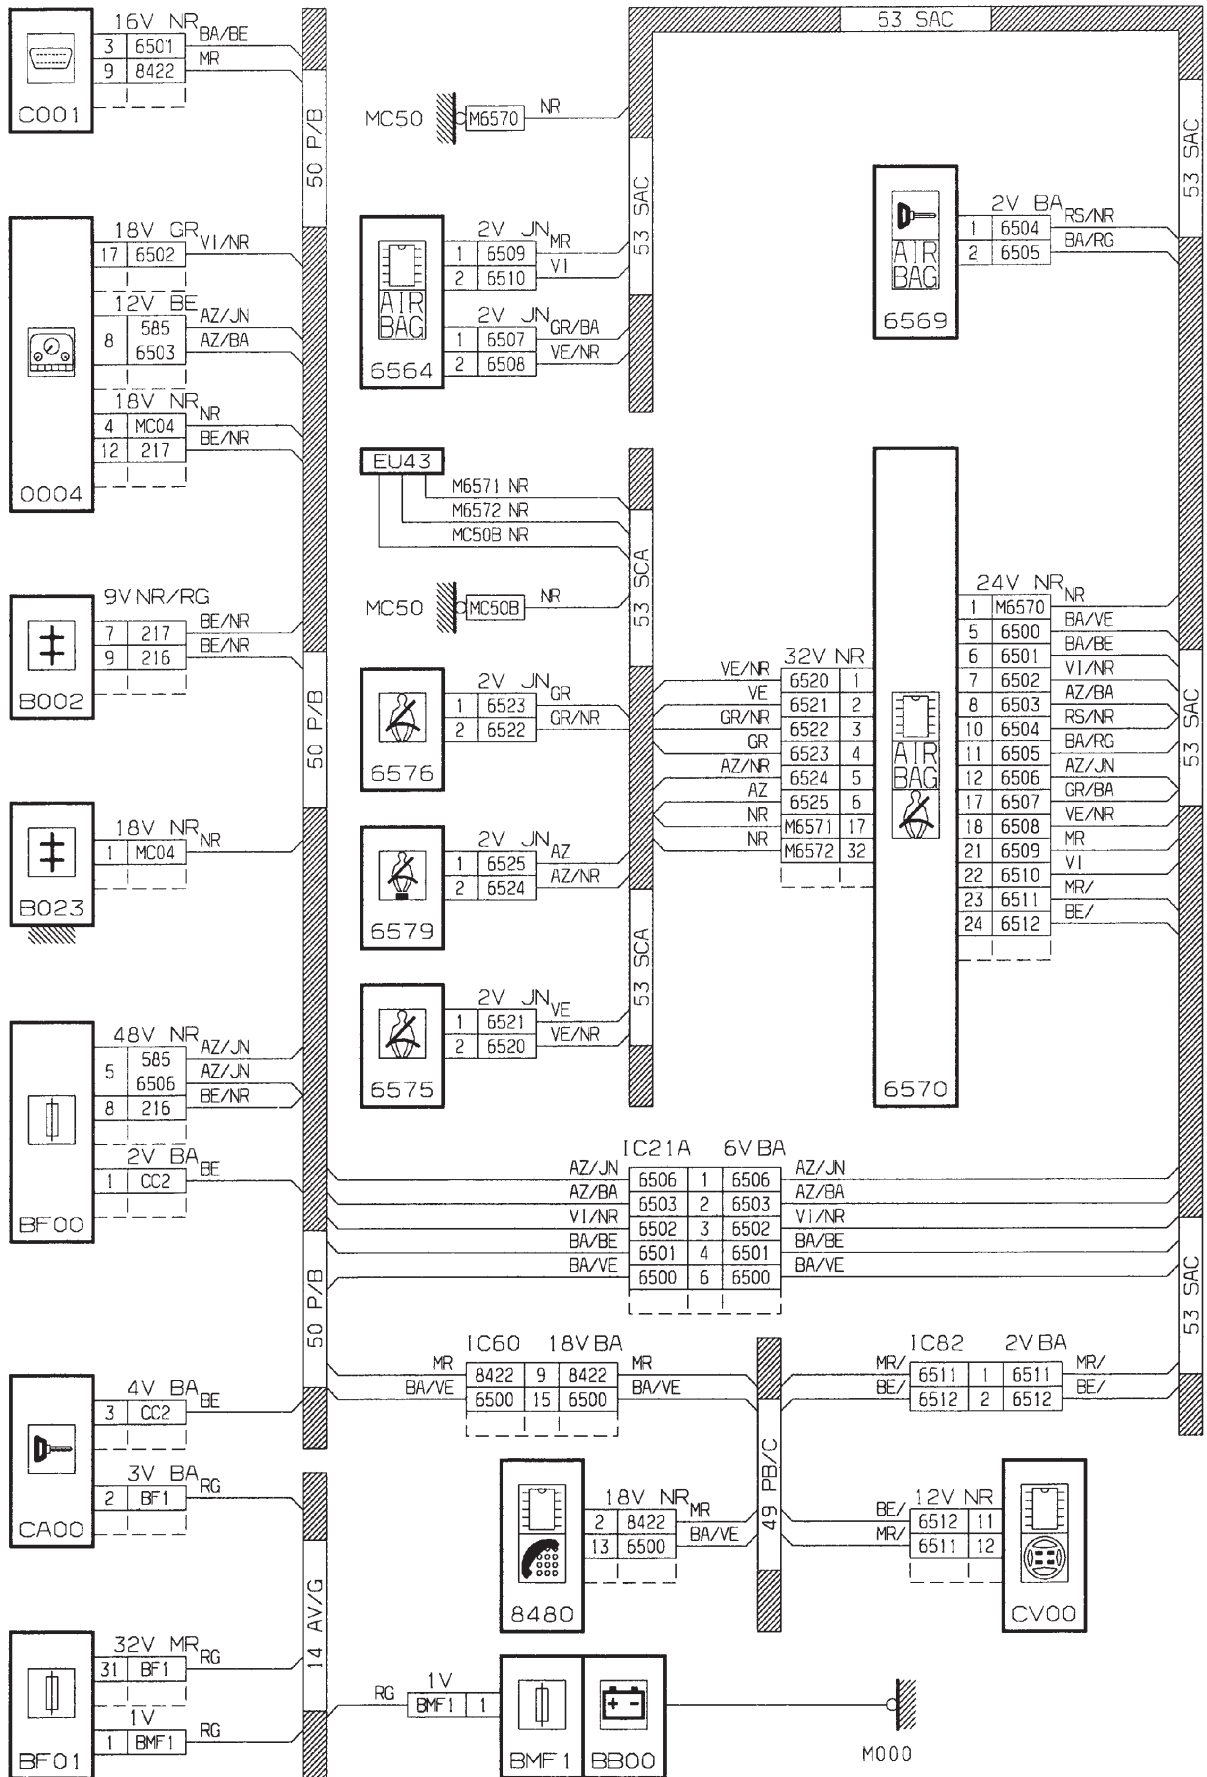 16V NR
3 6501 BA/BE
9 8422 MR
C001
18V GR
17 6502 VI/NR
12V BE
8 585 AZ/JN
6503 AZ/BA
18V NR
4 MC04 NR
12 217 BE/NR
0004
9V NR/RG
7 217 BE/NR
9 216 BE/NR
B002
18V NR
1 MC04 NR
B023
48V NR
5 585 AZ/JN
6506 AZ/JN
8 216 BE/NR
2V BA
1 CC2 BE
BF00
4V BA
3 CC2 BE
3V BA
2 BF1 RG
CA00
32V MR
31 BF1 RG
1V
1 BMF1 RG
BF01
50 P/B
50 P/B
50 P/B
14 AV/G
53 SAC
MC50 M6570 NR
53 SAC
2V JN
1 6509 MR
2 6510 VI
2V JN
1 6507 GR/BA
2 6508 VE/NR
AIR
BAG
6564
EU43
M6571 NR
M6572 NR
MC50B NR
MC50 MC50B NR
53 SCA
2V JN
1 6523 GR
2 6522 GR/NR
6576
2V JN
1 6525 AZ
2 6524 AZ/NR
6579
53 SCA
2V JN
1 6521 VE
2 6520 VE/NR
6575
53 SAC
2V BA
1 6504 RS/NR
2 6505 BA/RG
AIR
BAG
6569
32V NR
VE/NR 6520 1
VE 6521 2
GR/NR 6522 3
GR 6523 4
AZ/NR 6524 5
AZ 6525 6
NR M6571 17
NR M6572 32
AIR
BAG
6570
24V NR
1 M6570 NR
5 6500 BA/VE
6 6501 BA/BE
7 6502 VI/NR
8 6503 AZ/BA
10 6504 RS/NR
11 6505 BA/RG
12 6506 AZ/JN
17 6507 GR/BA
18 6508 VE/NR
21 6509 MR
22 6510 VI
23 6511 MR/
24 6512 BE/
53 SAC
IC21A 6V BA
AZ/JN 6506 1 6506 AZ/JN
AZ/BA 6503 2 6503 AZ/BA
VI/NR 6502 3 6502 VI/NR
BA/BE 6501 4 6501 BA/BE
BA/VE 6500 6 6500 BA/VE
53 SAC
IC60 18V BA
MR 8422 9 8422 MR
BA/VE 6500 15 6500 BA/VE
IC82 2V BA
MR/ 6511 1 6511 MR/
BE/ 6512 2 6512 BE/
49 PB/C
18V NR
2 8422 MR
13 6500 BA/VE
8480
12V NR
BE/ 6512 11
MR/ 6511 12
CV00
1V
RG BMF1 1
BMF1 BB00
M000